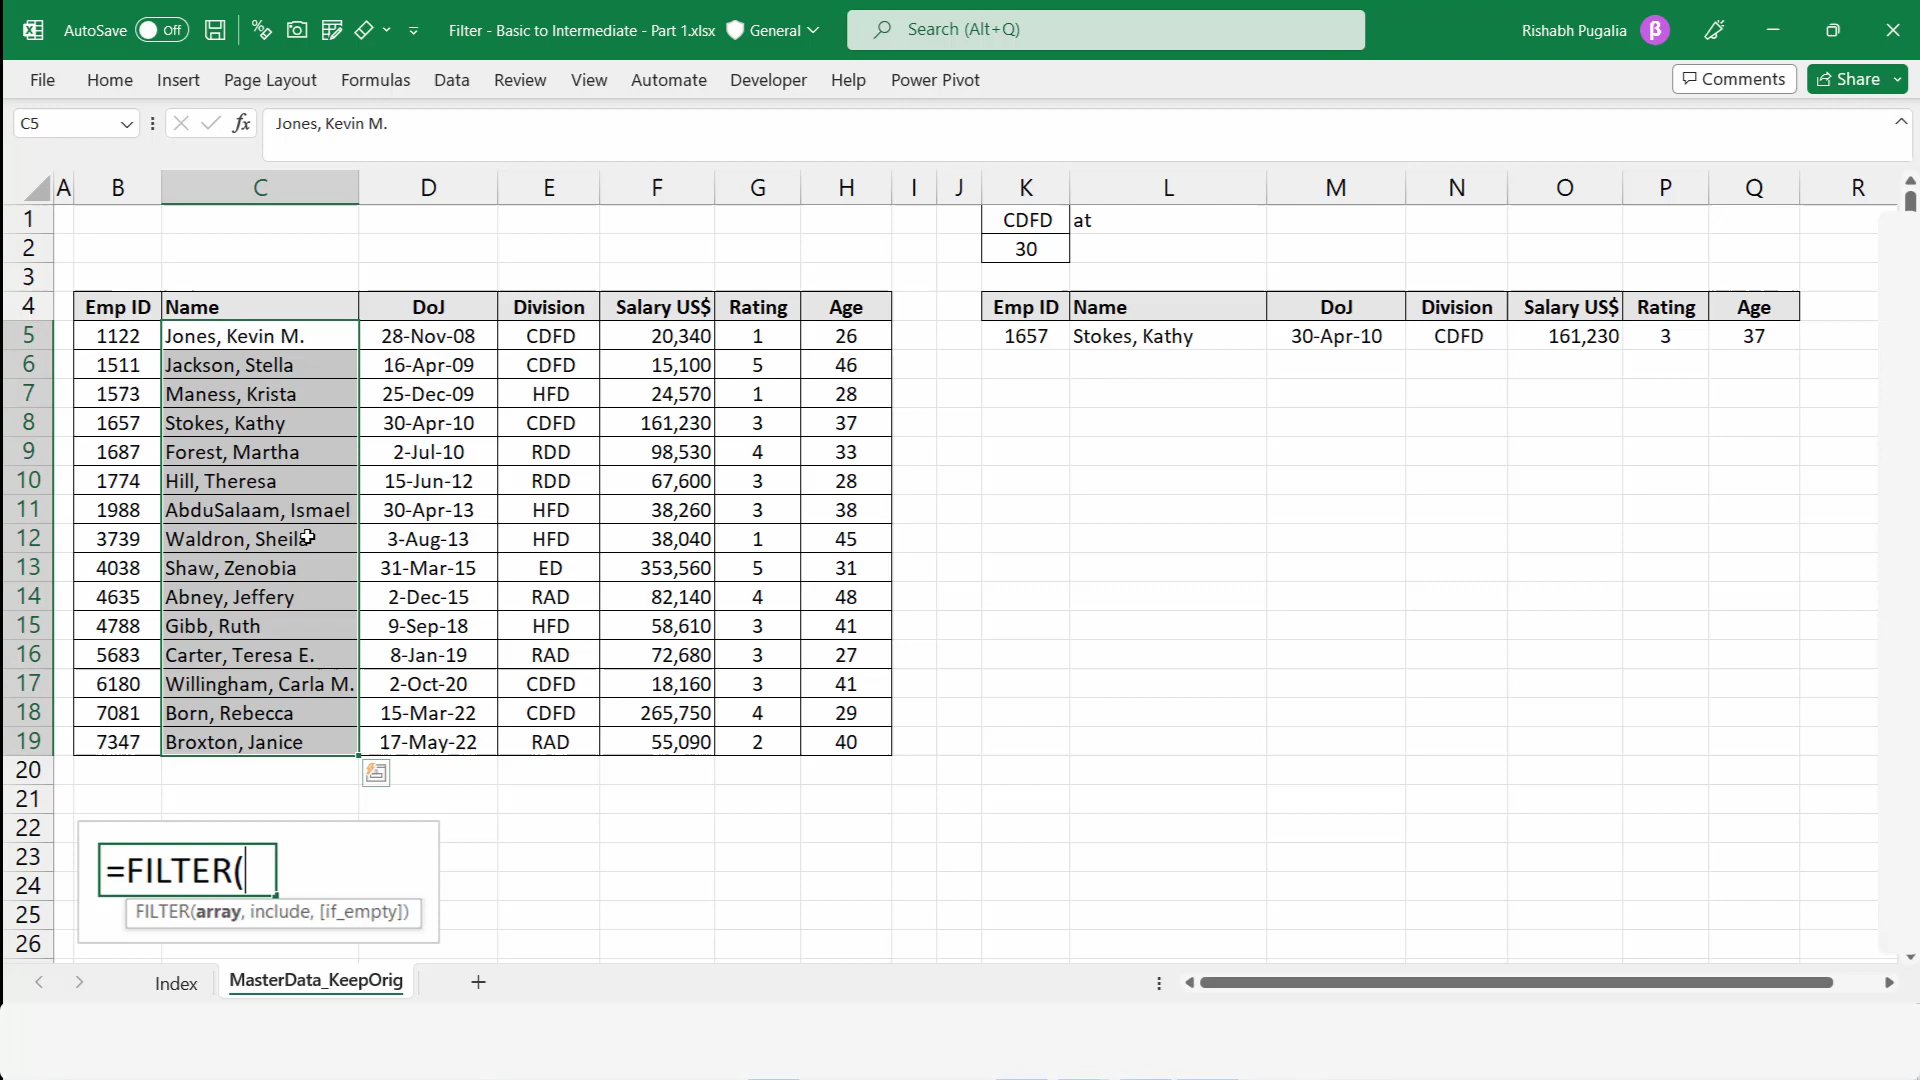 AutoSave Off Filter - Basic to Intermediate - Part 1.xlsx General Search (Alt+Q) Rishabh Pugalia β
File Home Insert Page Layout Formulas Data Review View Automate Developer Help Power Pivot Comments Share
C5 fx Jones, Kevin M.
A B C D E F G H I J K L M N O P Q R
1 CDFD at
2 30
3
4 Emp ID Name DoJ Division Salary US$ Rating Age Emp ID Name DoJ Division Salary US$ Rating Age
5 1122 Jones, Kevin M. 28-Nov-08 CDFD 20,340 1 26 1657 Stokes, Kathy 30-Apr-10 CDFD 161,230 3 37
6 1511 Jackson, Stella 16-Apr-09 CDFD 15,100 5 46
7 1573 Maness, Krista 25-Dec-09 HFD 24,570 1 28
8 1657 Stokes, Kathy 30-Apr-10 CDFD 161,230 3 37
9 1687 Forest, Martha 2-Jul-10 RDD 98,530 4 33
10 1774 Hill, Theresa 15-Jun-12 RDD 67,600 3 28
11 1988 AbduSalaam, Ismael 30-Apr-13 HFD 38,260 3 38
12 3739 Waldron, Sheila 3-Aug-13 HFD 38,040 1 45
13 4038 Shaw, Zenobia 31-Mar-15 ED 353,560 5 31
14 4635 Abney, Jeffery 2-Dec-15 RAD 82,140 4 48
15 4788 Gibb, Ruth 9-Sep-18 HFD 58,610 3 41
16 5683 Carter, Teresa E. 8-Jan-19 RAD 72,680 3 27
17 6180 Willingham, Carla M. 2-Oct-20 CDFD 18,160 3 41
18 7081 Born, Rebecca 15-Mar-22 CDFD 265,750 4 29
19 7347 Broxton, Janice 17-May-22 RAD 55,090 2 40
20
21
22
23 =FILTER(
24
25 FILTER(array, include, [if_empty])
26
Index MasterData_KeepOrig